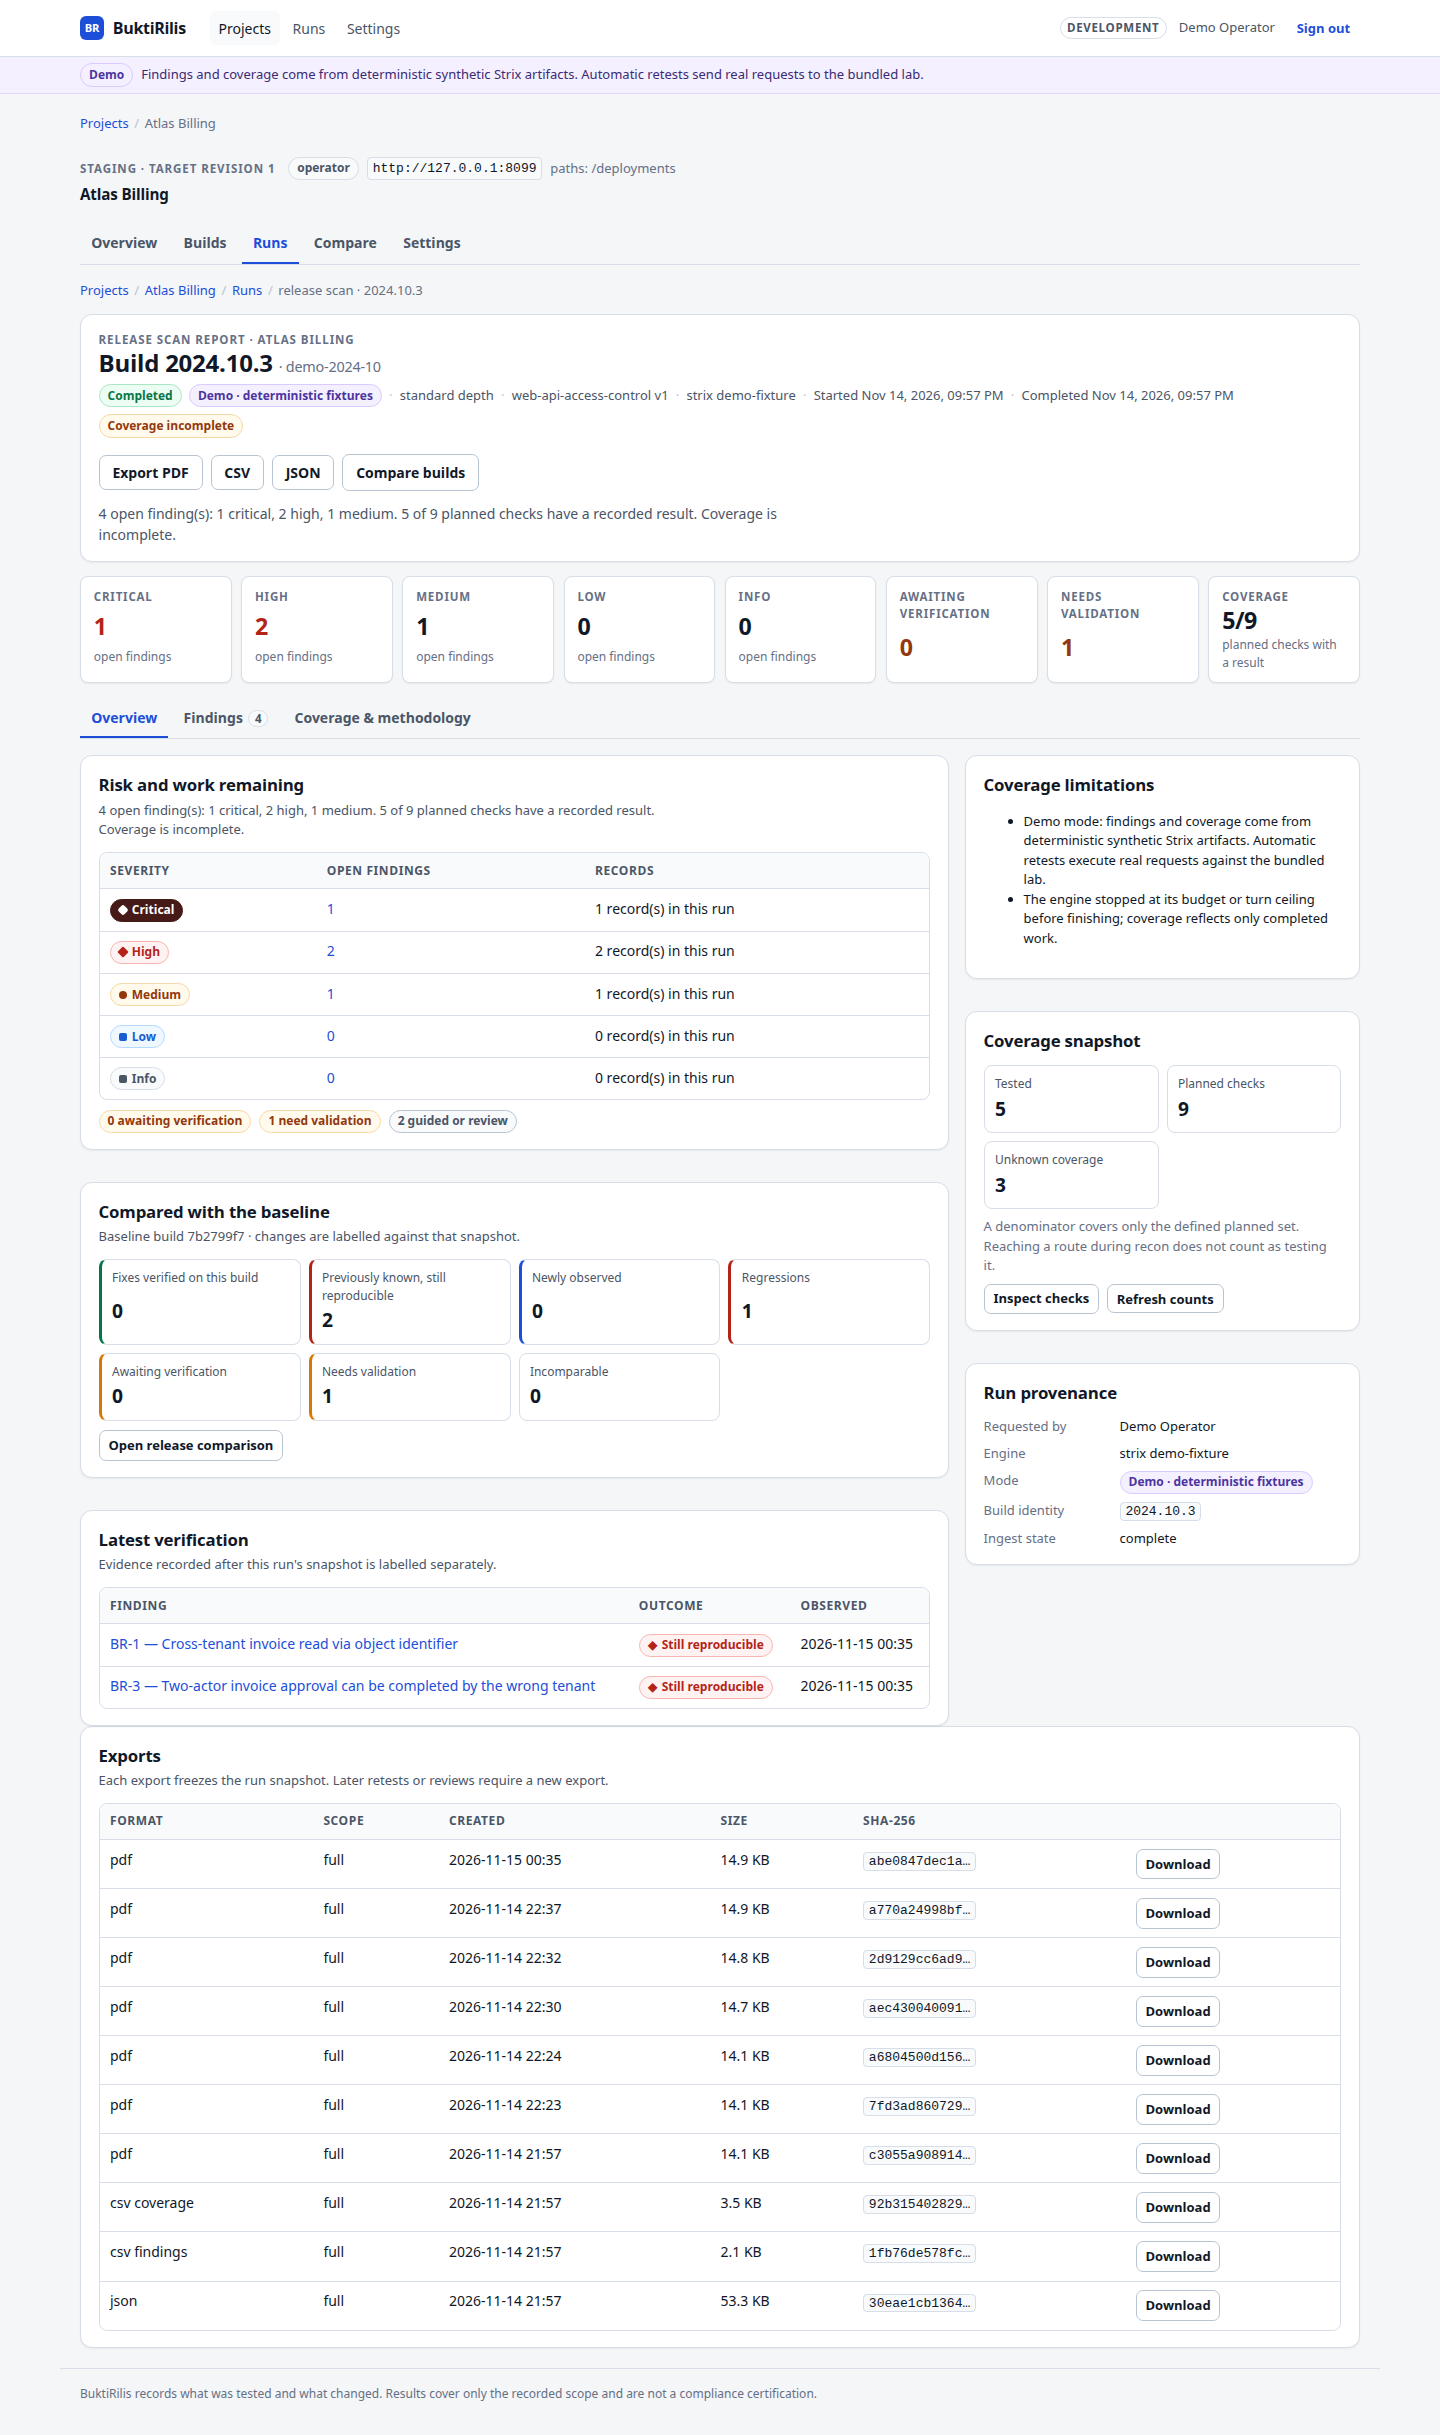 BR BuktiRilis Projects Runs Settings DEVELOPMENT Demo Operator Sign out
Demo Findings and coverage come from deterministic synthetic Strix artifacts. Automatic retests send real requests to the bundled lab.
Projects / Atlas Billing
STAGING · TARGET REVISION 1 operator http://127.0.0.1:8099 paths: /deployments
Atlas Billing
Overview Builds Runs Compare Settings
Projects / Atlas Billing / Runs / release scan · 2024.10.3
RELEASE SCAN REPORT · ATLAS BILLING
Build 2024.10.3 · demo-2024-10
Completed Demo · deterministic fixtures · standard depth · web-api-access-control v1 · strix demo-fixture · Started Nov 14, 2026, 09:57 PM · Completed Nov 14, 2026, 09:57 PM
Coverage incomplete
Export PDF CSV JSON Compare builds
4 open finding(s): 1 critical, 2 high, 1 medium. 5 of 9 planned checks have a recorded result. Coverage is
incomplete.
CRITICAL
1
open findings
HIGH
2
open findings
MEDIUM
1
open findings
LOW
0
open findings
INFO
0
open findings
AWAITING
VERIFICATION
0
NEEDS
VALIDATION
1
COVERAGE
5/9
planned checks with
a result
Overview Findings 4 Coverage & methodology
Risk and work remaining
4 open finding(s): 1 critical, 2 high, 1 medium. 5 of 9 planned checks have a recorded result.
Coverage is incomplete.
SEVERITY OPEN FINDINGS RECORDS
Critical 1 1 record(s) in this run
High 2 2 record(s) in this run
Medium 1 1 record(s) in this run
Low 0 0 record(s) in this run
Info 0 0 record(s) in this run
0 awaiting verification 1 need validation 2 guided or review
Compared with the baseline
Baseline build 7b2799f7 · changes are labelled against that snapshot.
Fixes verified on this build
0
Previously known, still
reproducible
2
Newly observed
0
Regressions
1
Awaiting verification
0
Needs validation
1
Incomparable
0
Open release comparison
Latest verification
Evidence recorded after this run's snapshot is labelled separately.
FINDING OUTCOME OBSERVED
BR-1 — Cross-tenant invoice read via object identifier Still reproducible 2026-11-15 00:35
BR-3 — Two-actor invoice approval can be completed by the wrong tenant Still reproducible 2026-11-15 00:35
Coverage limitations
• Demo mode: findings and coverage come from
deterministic synthetic Strix artifacts. Automatic
retests execute real requests against the bundled
lab.
• The engine stopped at its budget or turn ceiling
before finishing; coverage reflects only completed
work.
Coverage snapshot
Tested
5
Planned checks
9
Unknown coverage
3
A denominator covers only the defined planned set.
Reaching a route during recon does not count as testing
it.
Inspect checks Refresh counts
Run provenance
Requested by Demo Operator
Engine strix demo-fixture
Mode Demo · deterministic fixtures
Build identity 2024.10.3
Ingest state complete
Exports
Each export freezes the run snapshot. Later retests or reviews require a new export.
FORMAT SCOPE CREATED SIZE SHA-256
pdf full 2026-11-15 00:35 14.9 KB abe0847dec1a… Download
pdf full 2026-11-14 22:37 14.9 KB a770a24998bf… Download
pdf full 2026-11-14 22:32 14.8 KB 2d9129cc6ad9… Download
pdf full 2026-11-14 22:30 14.7 KB aec430040091… Download
pdf full 2026-11-14 22:24 14.1 KB a6804500d156… Download
pdf full 2026-11-14 22:23 14.1 KB 7fd3ad860729… Download
pdf full 2026-11-14 21:57 14.1 KB c3055a908914… Download
csv coverage full 2026-11-14 21:57 3.5 KB 92b315402829… Download
csv findings full 2026-11-14 21:57 2.1 KB 1fb76de578fc… Download
json full 2026-11-14 21:57 53.3 KB 30eae1cb1364… Download
BuktiRilis records what was tested and what changed. Results cover only the recorded scope and are not a compliance certification.